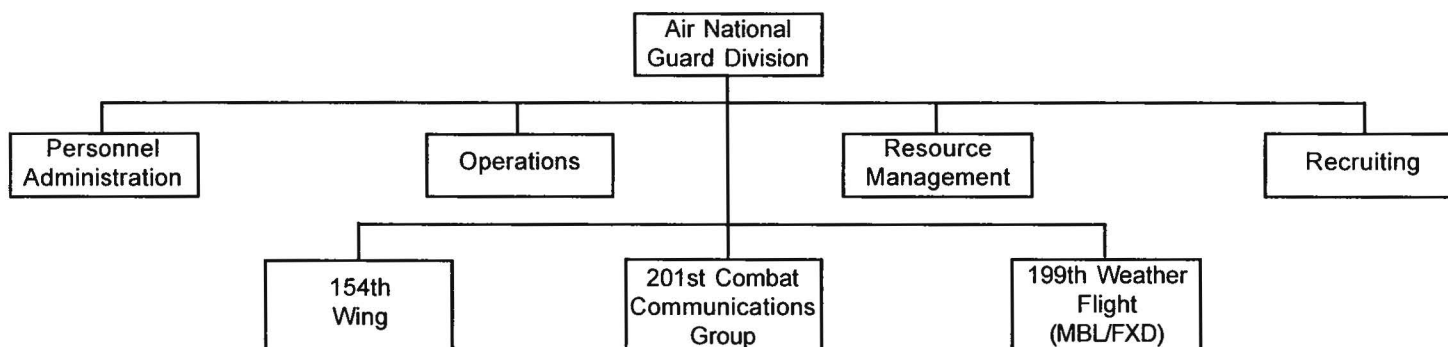 Air National
Guard Division
Personnel
Administration
Operations
Resource
Management
Recruiting
154th
Wing
201st Combat
Communications
Group
199th Weather
Flight
(MBL/FXD)